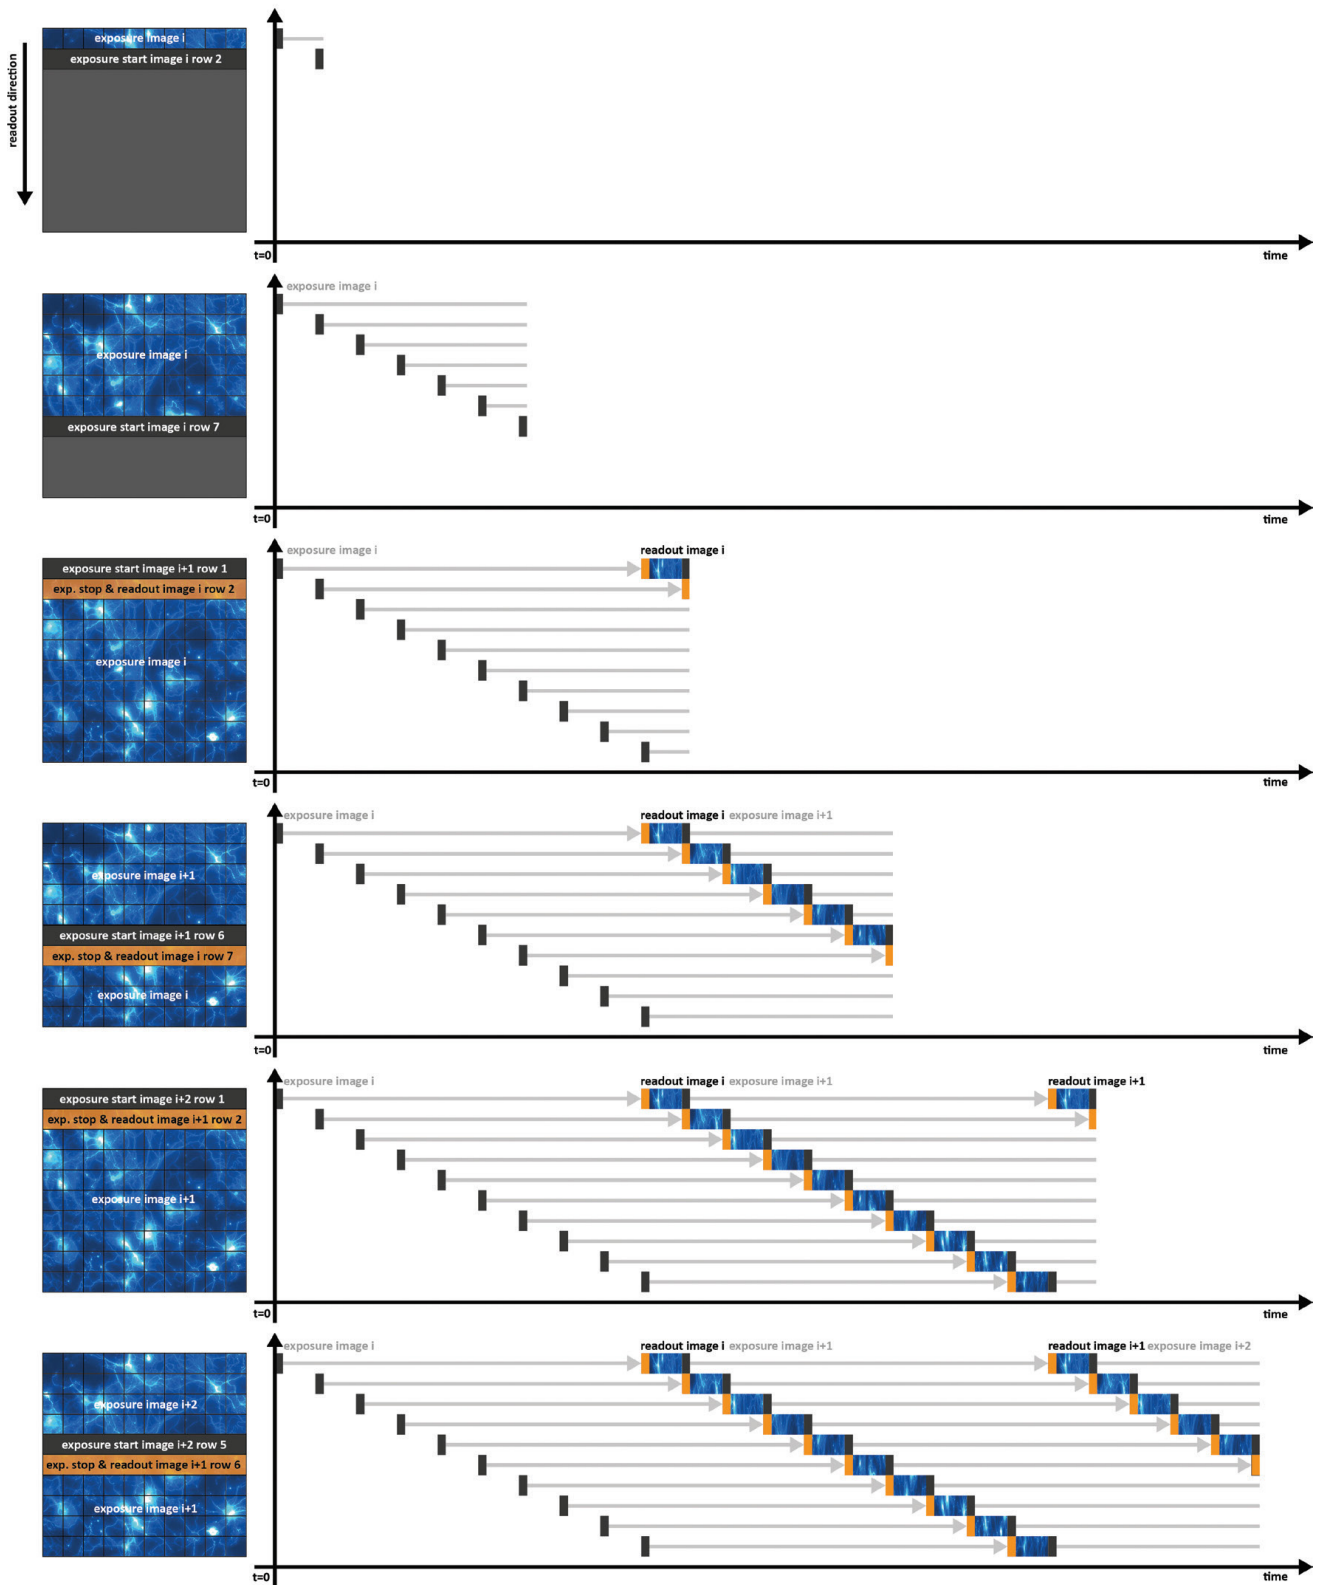 exposure image i
exposure start image i row 2
readout direction
t=0
time
exposure image i
exposure image i
exposure start image i row 7
t=0
time
exposure image i
readout image i
exposure start image i+1 row 1
exp. stop & readout image i row 2
exposure image i
t=0
time
exposure image i
readout image i
exposure image i+1
exposure image i+1
exposure start image i+1 row 6
exp. stop & readout image i row 7
exposure image i
t=0
time
exposure image i
readout image i
exposure image i+1
readout image i+1
exposure start image i+2 row 1
exp. stop & readout image i+1 row 2
exposure image i+1
t=0
time
exposure image i
readout image i
exposure image i+1
readout image i+1
exposure image i+2
exposure image i+2
exposure start image i+2 row 5
exp. stop & readout image i+1 row 6
exposure image i+1
t=0
time